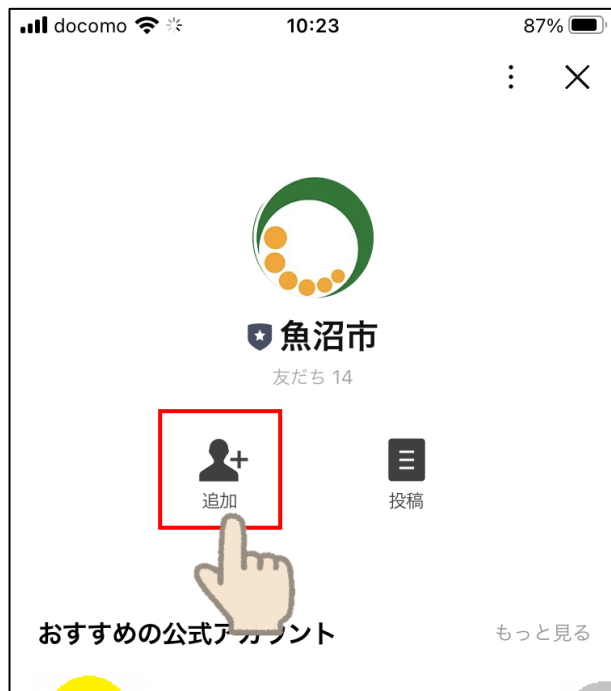 docomo 10:23 87%
魚沼市
友だち 14
追加 投稿
おすすめの公式アカウント もっと見る